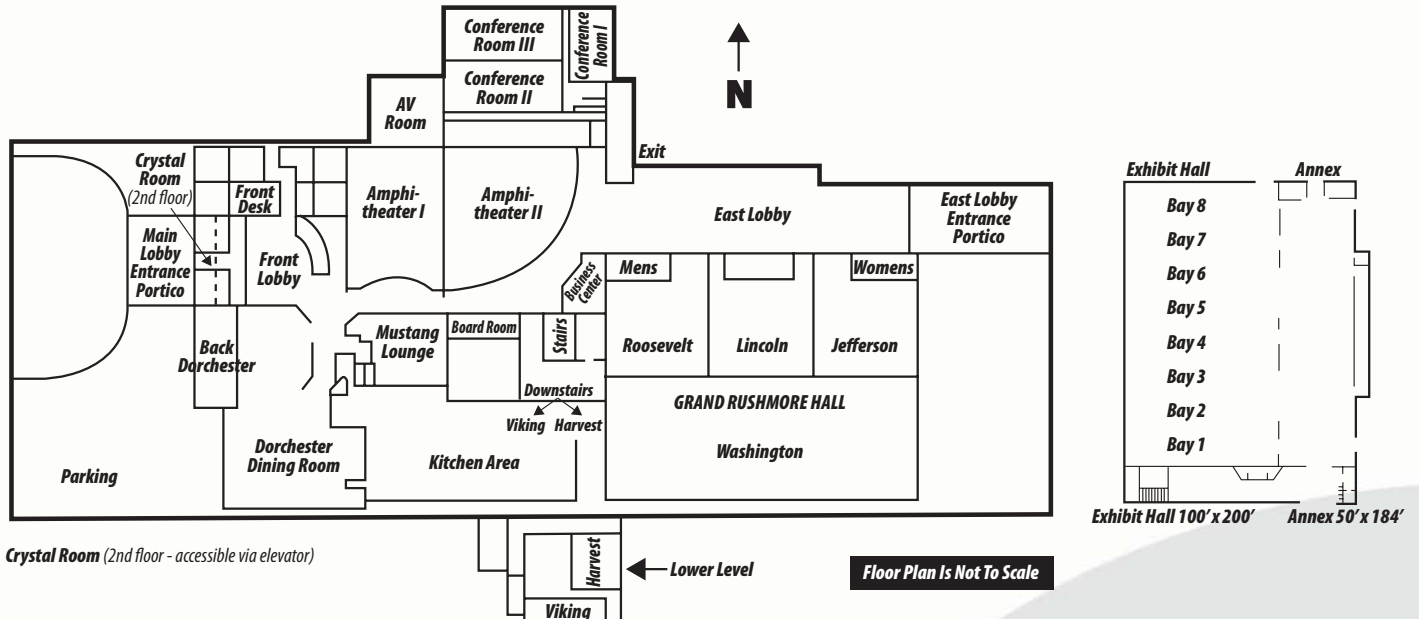 Conference
Room III
Conference
Room I
Conference
Room II
N
AV
Room
Exit
Crystal
Room
(2nd floor)
Front
Desk
Amphi-
theater I
Amphi-
theater II
East Lobby
East Lobby
Entrance
Portico
Main
Lobby
Entrance
Portico
Front
Lobby
Business
Center
Mens
Womens
Back
Dorchester
Mustang
Lounge
Board Room
Stairs
Roosevelt
Lincoln
Jefferson
Downstairs
Viking
Harvest
GRAND RUSHMORE HALL
Washington
Dorchester
Dining Room
Kitchen Area
Parking
Crystal Room (2nd floor - accessible via elevator)
Harvest
Lower Level
Viking
Floor Plan Is Not To Scale
Exhibit Hall
Annex
Bay 8
Bay 7
Bay 6
Bay 5
Bay 4
Bay 3
Bay 2
Bay 1
Exhibit Hall 100’ x 200’
Annex 50’ x 184’